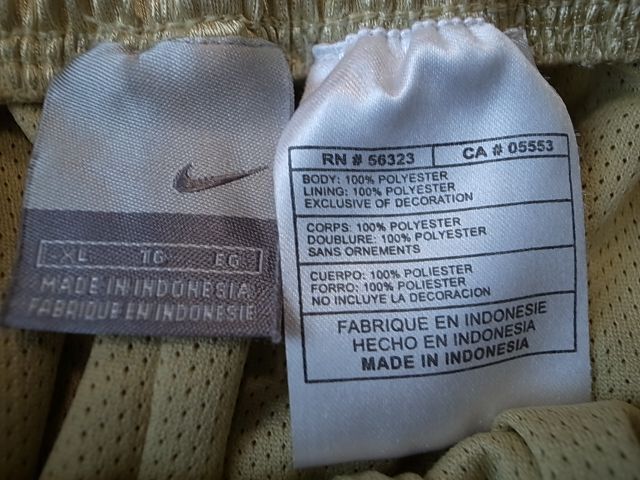 XL TG EG
MADE IN INDONESIA
FABRIQUE EN INDONESIE
RN # 56323 CA # 05553
BODY: 100% POLYESTER
LINING: 100% POLYESTER
EXCLUSIVE OF DECORATION
CORPS: 100% POLYESTER
DOUBLURE: 100% POLYESTER
SANS ORNEMENTS
CUERPO: 100% POLIESTER
FORRO: 100% POLIESTER
NO INCLUYE LA DECORACION
FABRIQUE EN INDONESIE
HECHO EN INDONESIA
MADE IN INDONESIA